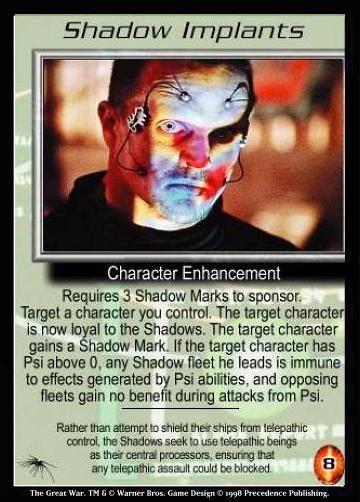 Shadow Implants
Character Enhancement
Requires 3 Shadow Marks to sponsor.
Target a character you control. The target character
is now loyal to the Shadows. The target character
gains a Shadow Mark. If the target character has
Psi above 0, any Shadow fleet he leads is immune
to effects generated by Psi abilities, and opposing
fleets gain no benefit during attacks from Psi.
Rather than attempt to shield their ships from telepathic
control, the Shadows seek to use telepathic beings
as their central processors, ensuring that
any telepathic assault could be blocked.
8
The Great War. TM & © Warner Bros. Game Design © 1998 Precedence Publishing.